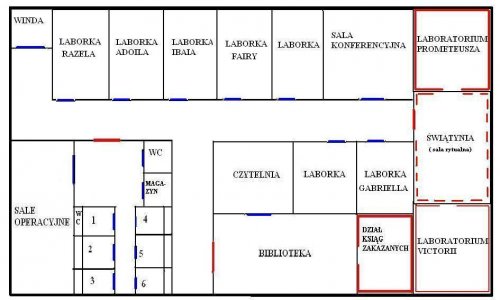 WINDA
LABORKA
RAZELA
LABORKA
ADOILA
LABORKA
IBAIA
LABORKA
FAIRY
LABORKA
SALA
KONFERENCYJNA
LABORATORIUM
PROMETEUSZA
ŚWIĄTYNIA
( sala rytualna)
WC
MAGA-
ZYN
CZYTELNIA
LABORKA
LABORKA
GABRIELLA
SALE
OPERACYJNE
WC
1
2
3
4
5
6
BIBLIOTEKA
DZIAŁ
KSIĄG
ZAKAZANYCH
LABORATORIUM
VICTORII